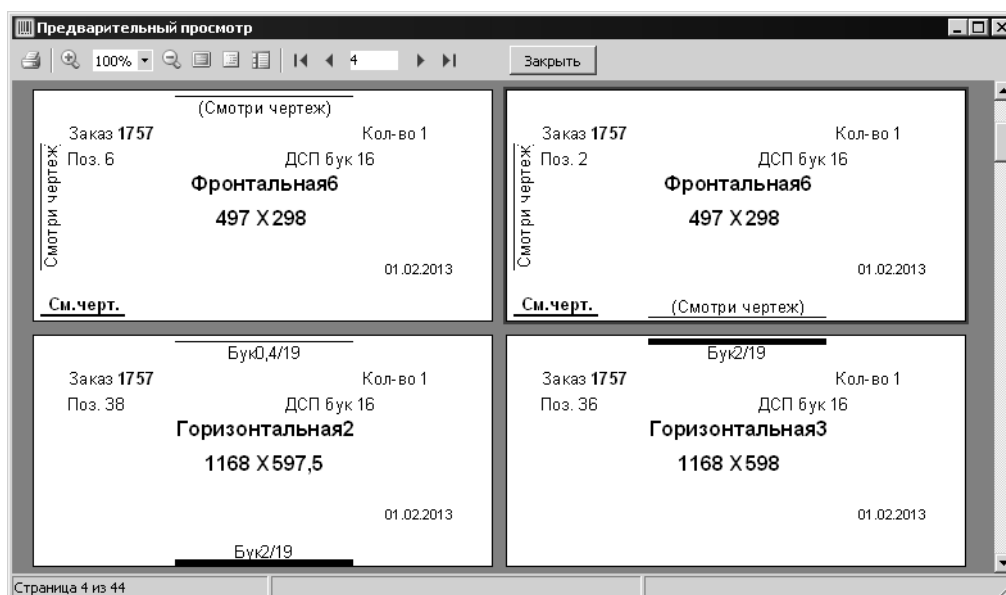 Предварительный просмотр
100%
4
Закрыть
(Смотри чертеж)
Заказ 1757
Кол-во 1
Смотри чертеж
Поз. 6
ДСП бук 16
Фронтальная6
497 X 298
01.02.2013
См.черт.
Заказ 1757
Кол-во 1
Смотри чертеж
Поз. 2
ДСП бук 16
Фронтальная6
497 X 298
01.02.2013
См.черт.
(Смотри чертеж)
Бук0,4/19
Заказ 1757
Кол-во 1
Поз. 38
ДСП бук 16
Горизонтальная2
1168 X 597,5
01.02.2013
Бук2/19
Бук2/19
Заказ 1757
Кол-во 1
Поз. 36
ДСП бук 16
Горизонтальная3
1168 X 598
01.02.2013
Страница 4 из 44